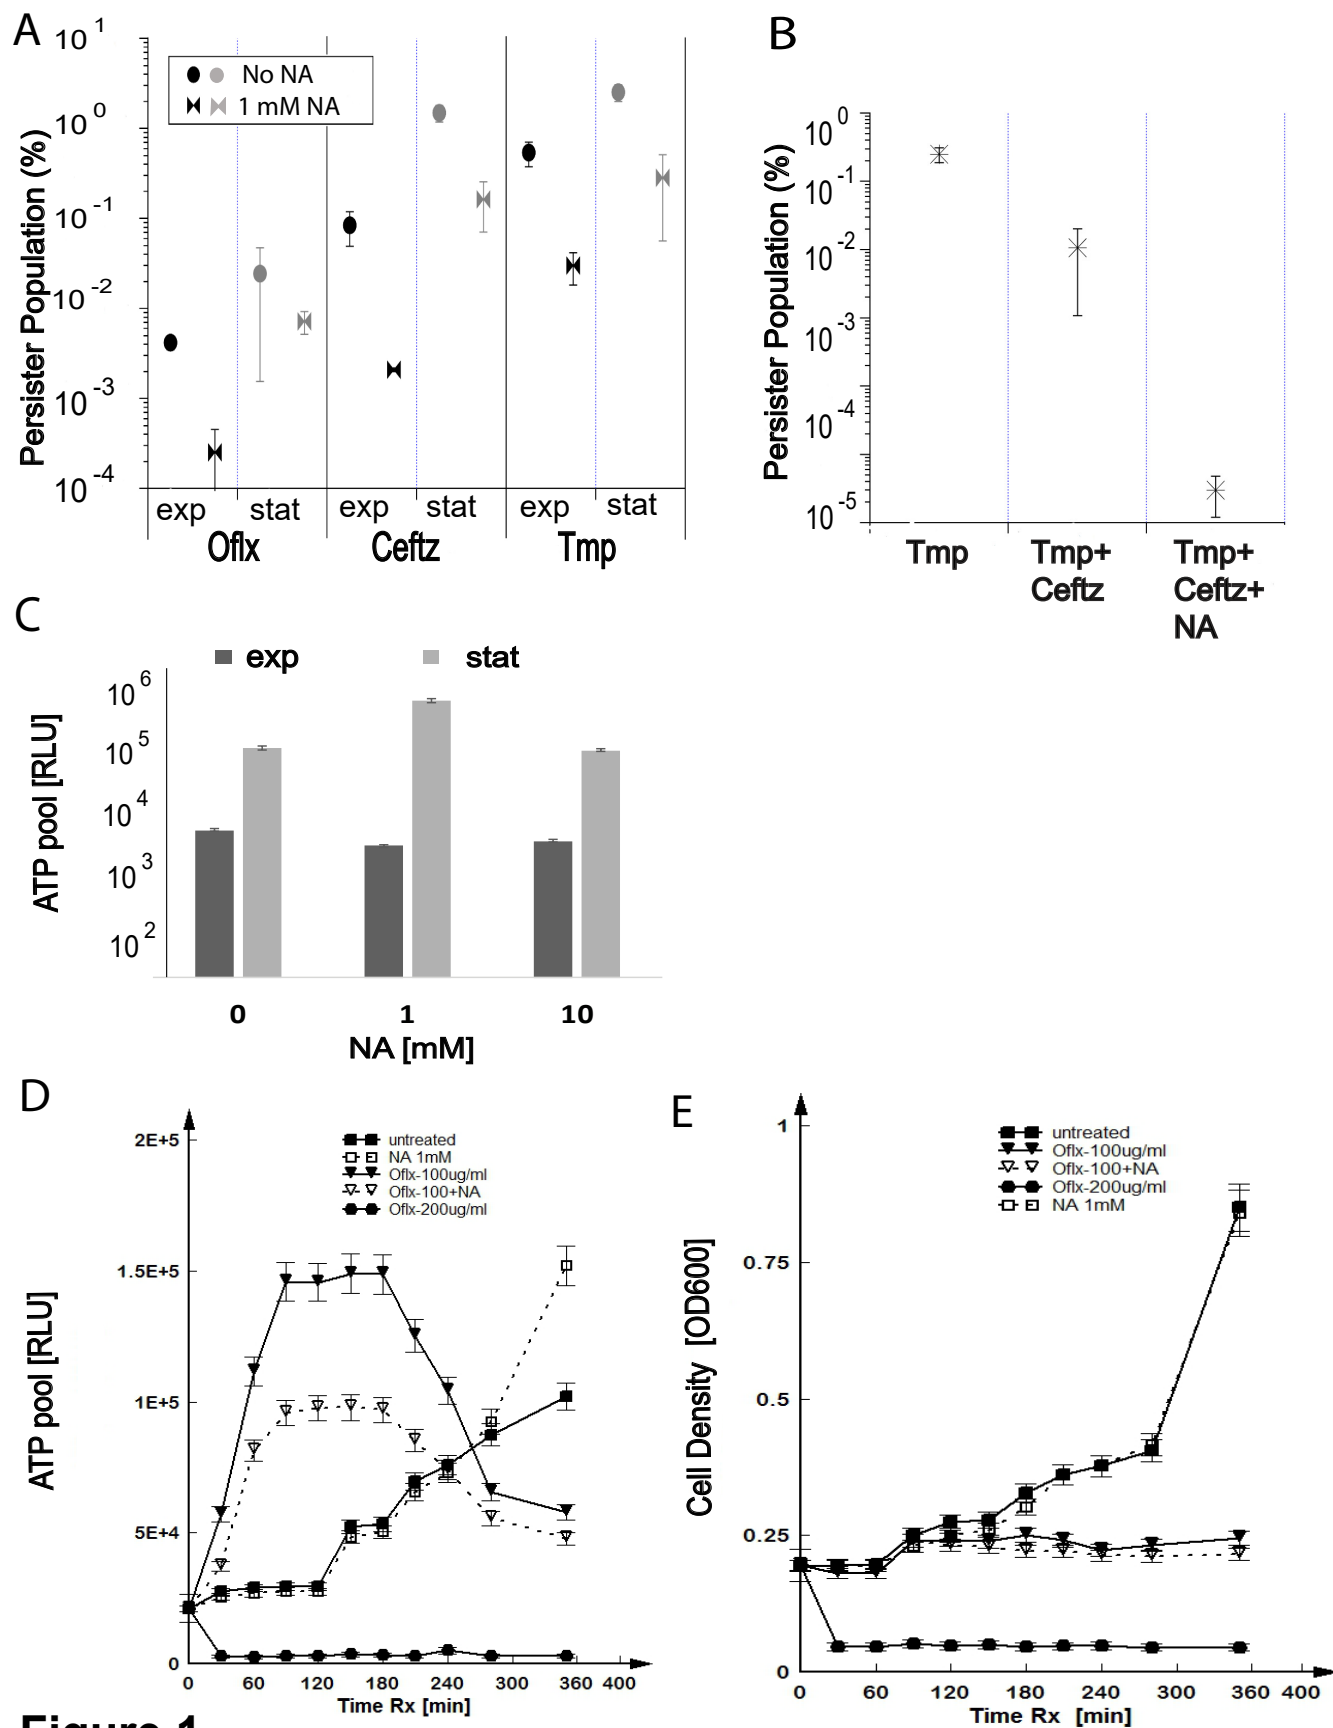 A
10 1
10 0
10 -1
10 -2
10 -3
10 -4
Persister Population (%)
No NA
1 mM NA
exp
stat
exp
stat
exp
stat
Oflx
Ceftz
Tmp
B
10 0
10 -1
10 -2
10 -3
10 -4
10 -5
Persister Population (%)
Tmp
Tmp+
Ceftz
Tmp+
Ceftz+
NA
C
exp
stat
10 6
10 5
10 4
10 3
10 2
ATP pool [RLU]
0
1
10
NA [mM]
D
2E+5
1.5E+5
1E+5
5E+4
0
ATP pool [RLU]
untreated
NA 1mM
Oflx-100ug/ml
Oflx-100+NA
Oflx-200ug/ml
0
60
120
180
240
300
360
400
Time Rx [min]
E
1
0.75
0.5
0.25
0
Cell Density [OD600]
untreated
Oflx-100ug/ml
Oflx-100+NA
Oflx-200ug/ml
NA 1mM
0
60
120
180
240
300
360
400
Time Rx [min]
Figure 1